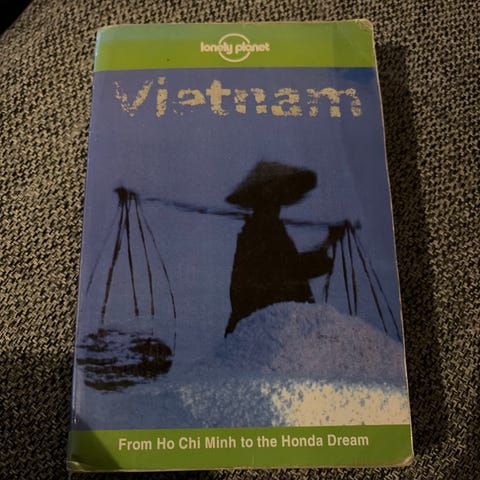 lonely planet
Vietnam
From Ho Chi Minh to the Honda Dream